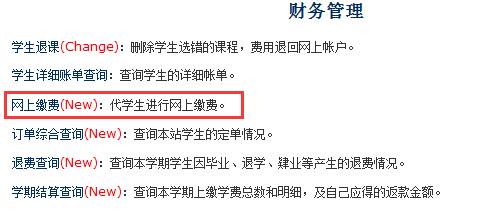 财务管理
学生退课(Change)：删除学生选错的课程，费用退回网上帐户。
学生详细账单查询：查询学生的详细帐单。
网上缴费(New)：代学生进行网上缴费。
订单综合查询(New)：查询本站学生的定单情况。
退费查询(New)：查询本学期学生因毕业、退学、肄业等产生的退费情况。
学期结算查询(New)：查询本学期上缴学费总数和明细，及自己应得的返款金额。